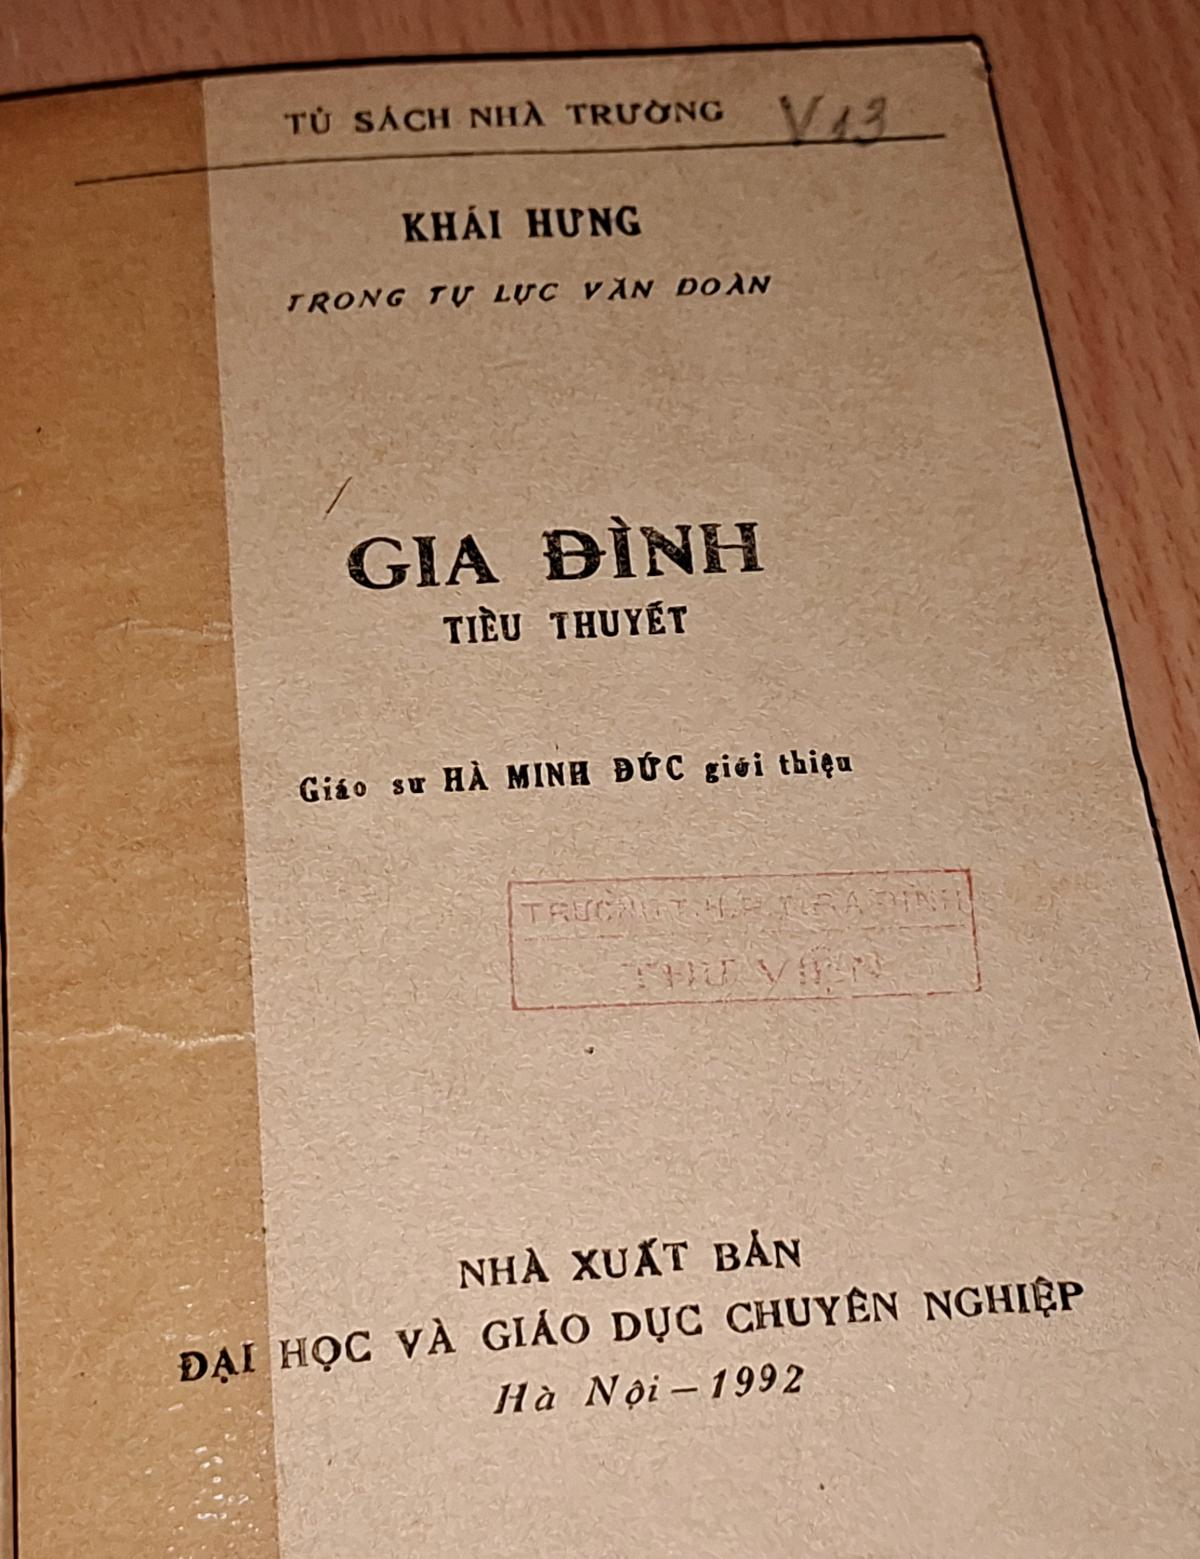 TỦ SÁCH NHÀ TRƯỜNG V13
KHÁI HƯNG
TRONG TỰ LỰC VĂN ĐOÀN
GIA ĐÌNH
TIỂU THUYẾT
Giáo sư HÀ MINH ĐỨC giới thiệu
THƯ VIỆN
NHÀ XUẤT BẢN
ĐẠI HỌC VÀ GIÁO DỤC CHUYÊN NGHIỆP
Hà Nội – 1992